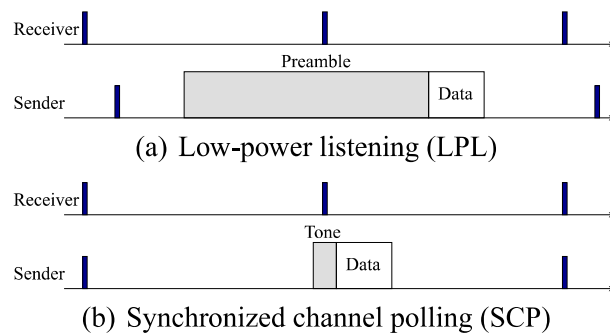 Receiver
Preamble
Sender
Data
(a) Low-power listening (LPL)
Receiver
Tone
Sender
Data
(b) Synchronized channel polling (SCP)